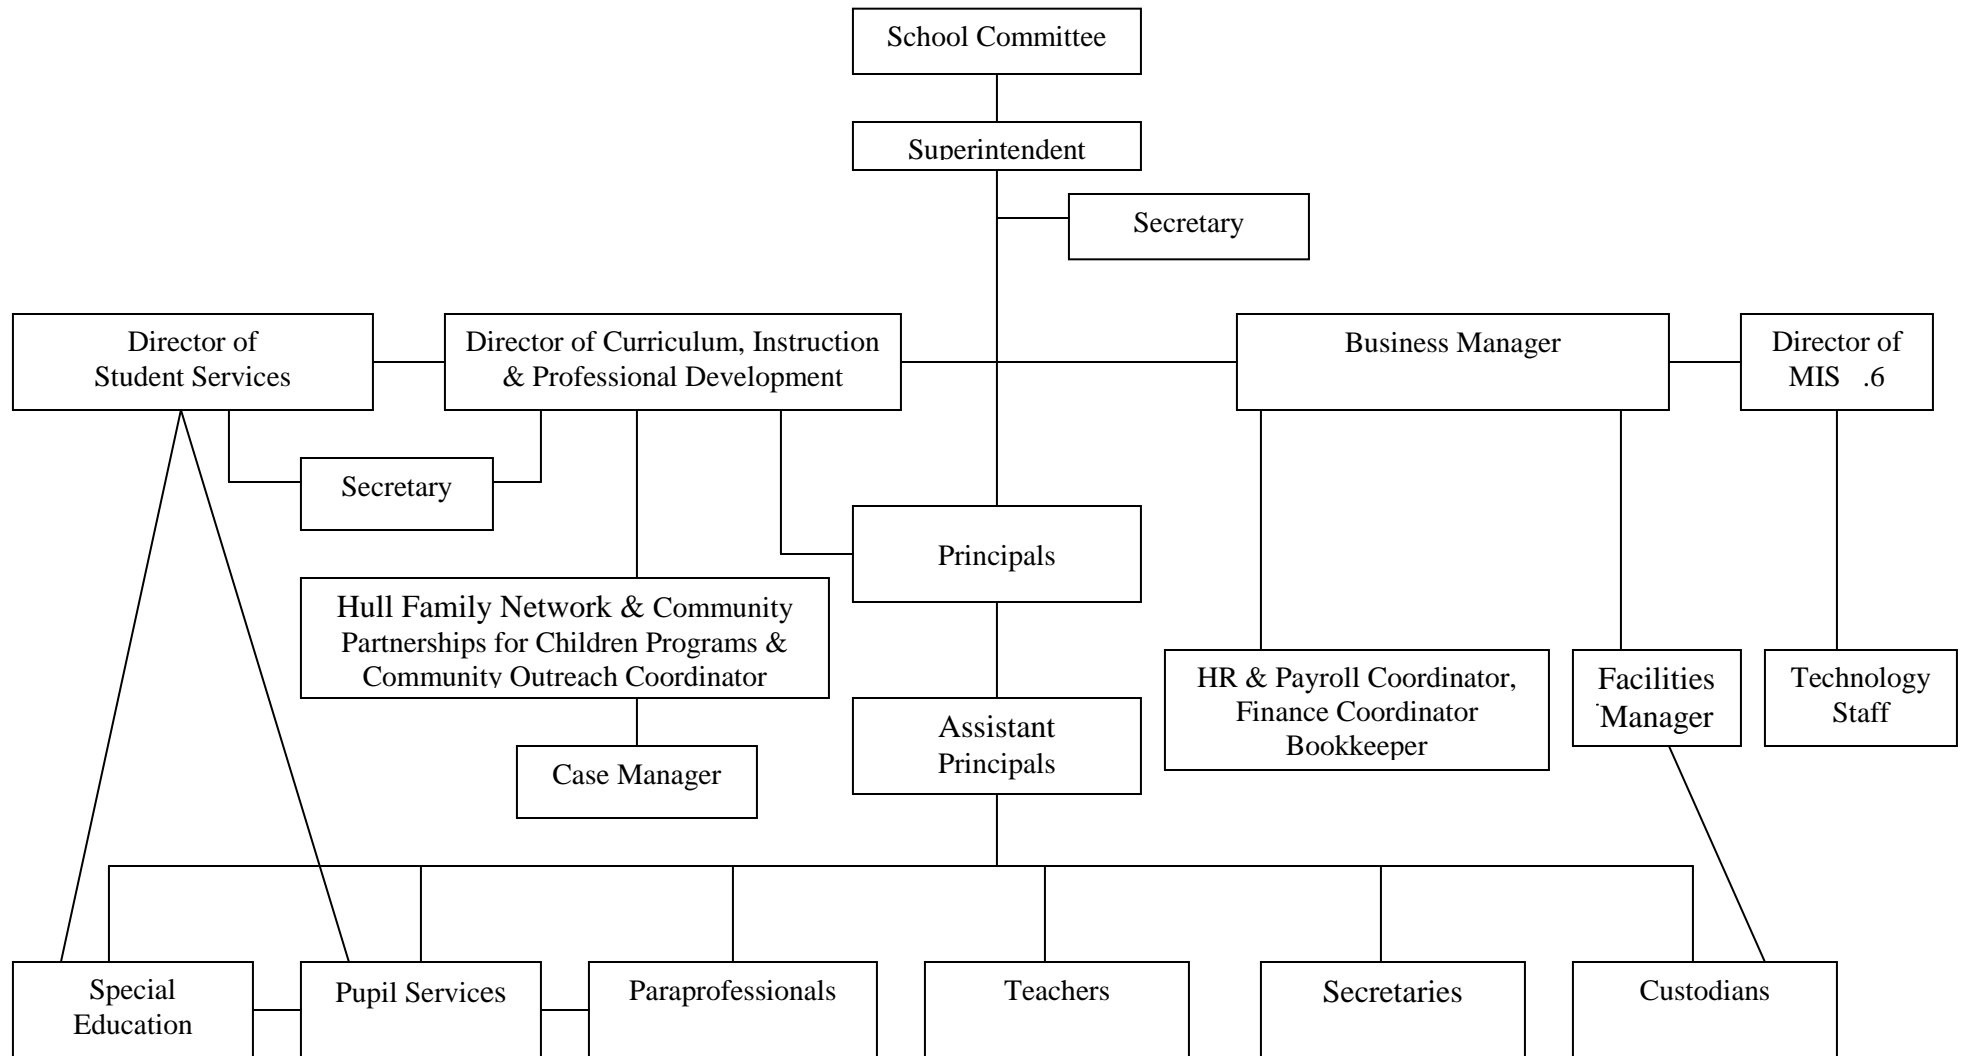 School Committee
Superintendent
Secretary
Director of
Student Services
Director of Curriculum, Instruction
& Professional Development
Business Manager
Director of
MIS .6
Secretary
Principals
Hull Family Network & Community
Partnerships for Children Programs &
Community Outreach Coordinator
HR & Payroll Coordinator,
Finance Coordinator
Bookkeeper
Facilities
Manager
Technology
Staff
Assistant
Principals
Case Manager
Special
Education
Pupil Services
Paraprofessionals
Teachers
Secretaries
Custodians